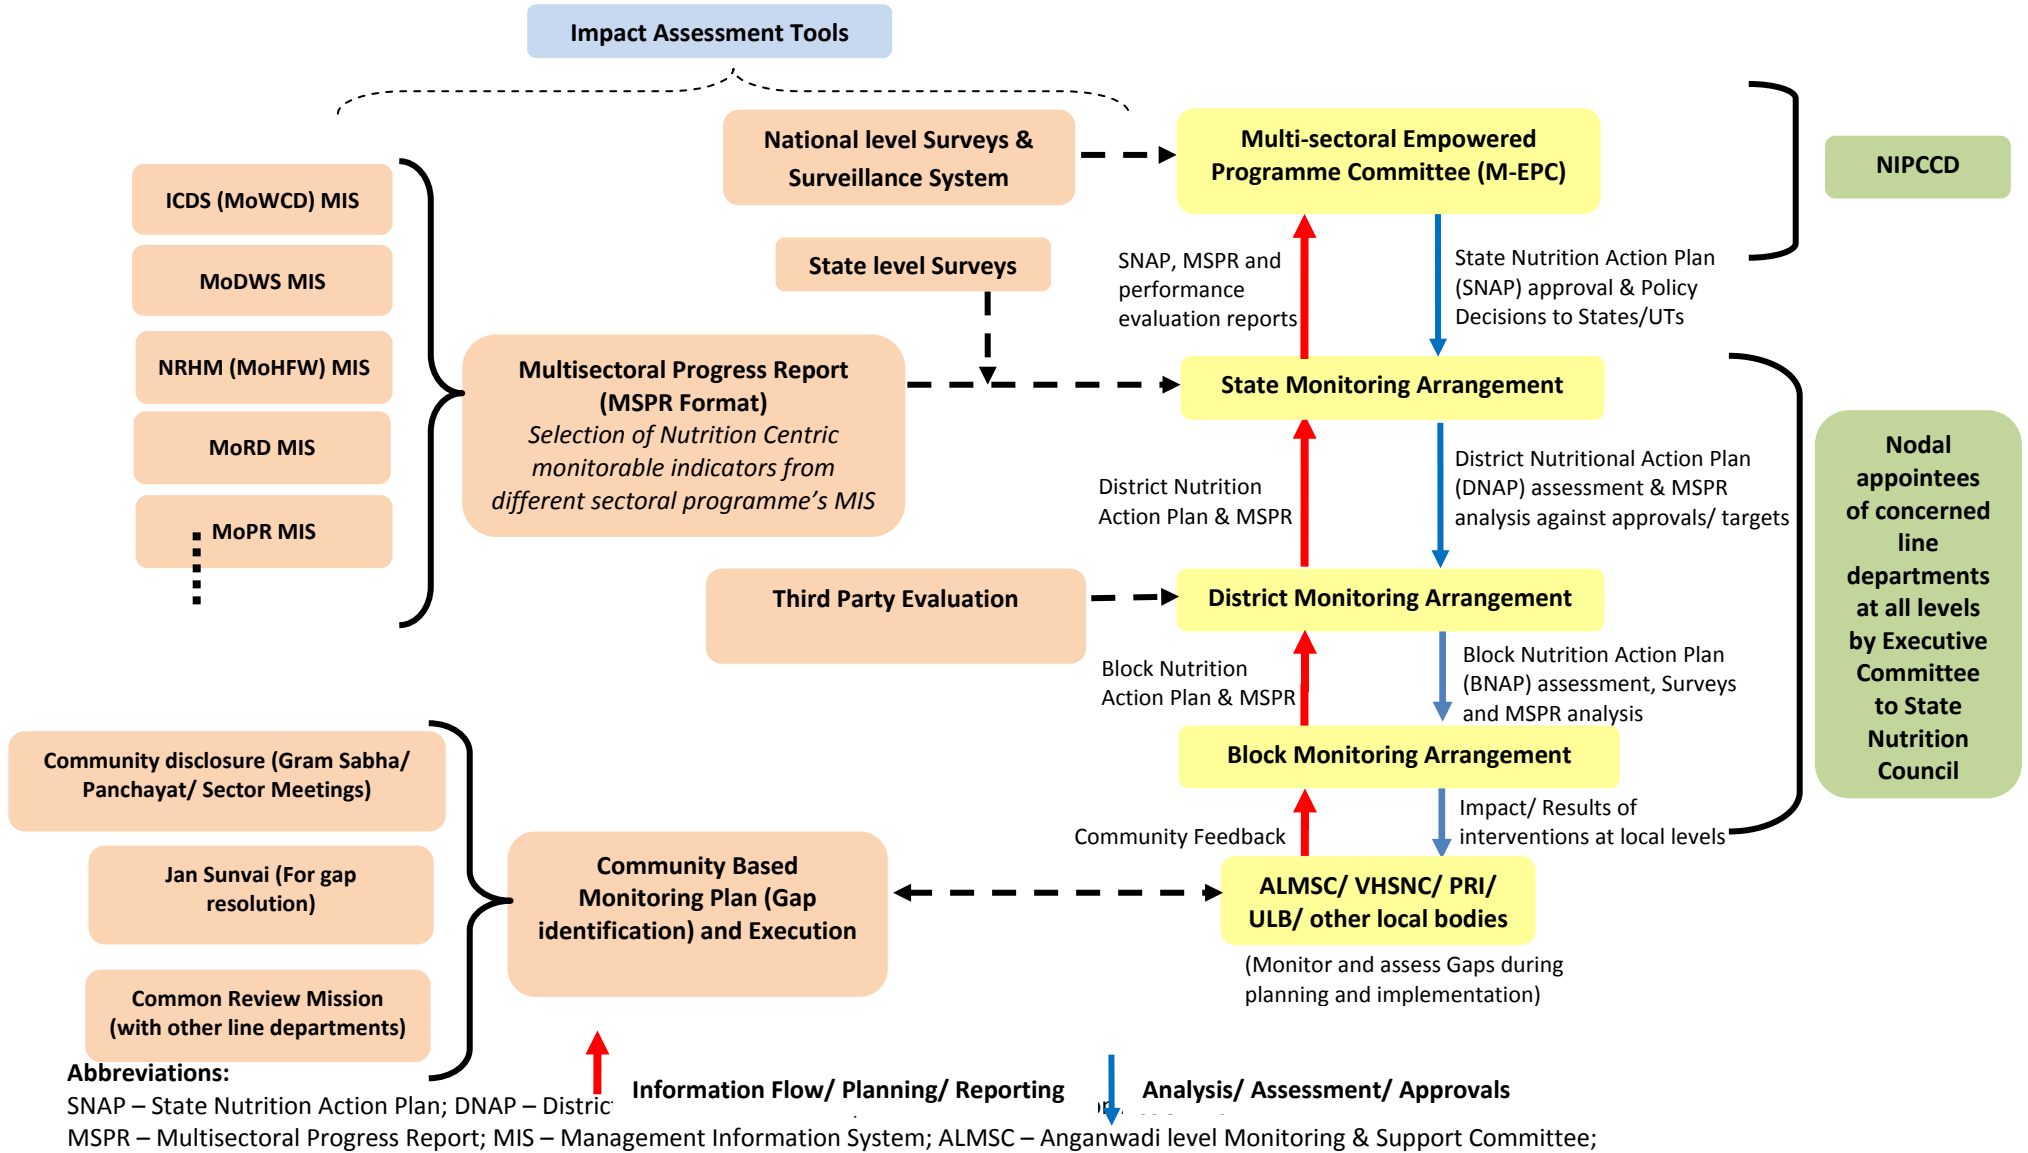 Impact Assessment Tools
National level Surveys &
Surveillance System
Multi-sectoral Empowered
Programme Committee (M-EPC)
NIPCCD
ICDS (MoWCD) MIS
MoDWS MIS
NRHM (MoHFW) MIS
MoRD MIS
MoPR MIS
State level Surveys
SNAP, MSPR and
performance
evaluation reports
State Nutrition Action Plan
(SNAP) approval & Policy
Decisions to States/UTs
Multisectoral Progress Report
(MSPR Format)
Selection of Nutrition Centric
monitorable indicators from
different sectoral programme's MIS
State Monitoring Arrangement
District Nutrition
Action Plan & MSPR
District Nutritional Action Plan
(DNAP) assessment & MSPR
analysis against approvals/ targets
Nodal
appointees
of concerned
line
departments
at all levels
by Executive
Committee
to State
Nutrition
Council
Third Party Evaluation
District Monitoring Arrangement
Block Nutrition
Action Plan & MSPR
Block Nutrition Action Plan
(BNAP) assessment, Surveys
and MSPR analysis
Block Monitoring Arrangement
Community Feedback
Impact/ Results of
interventions at local levels
Community disclosure (Gram Sabha/
Panchayat/ Sector Meetings)
Jan Sunvai (For gap
resolution)
Common Review Mission
(with other line departments)
Community Based
Monitoring Plan (Gap
identification) and Execution
ALMSC/ VHSNC/ PRI/
ULB/ other local bodies
(Monitor and assess Gaps during
planning and implementation)
Information Flow/ Planning/ Reporting
Analysis/ Assessment/ Approvals
Abbreviations:
SNAP – State Nutrition Action Plan; DNAP – District
MSPR – Multisectoral Progress Report; MIS – Management Information System; ALMSC – Anganwadi level Monitoring & Support Committee;